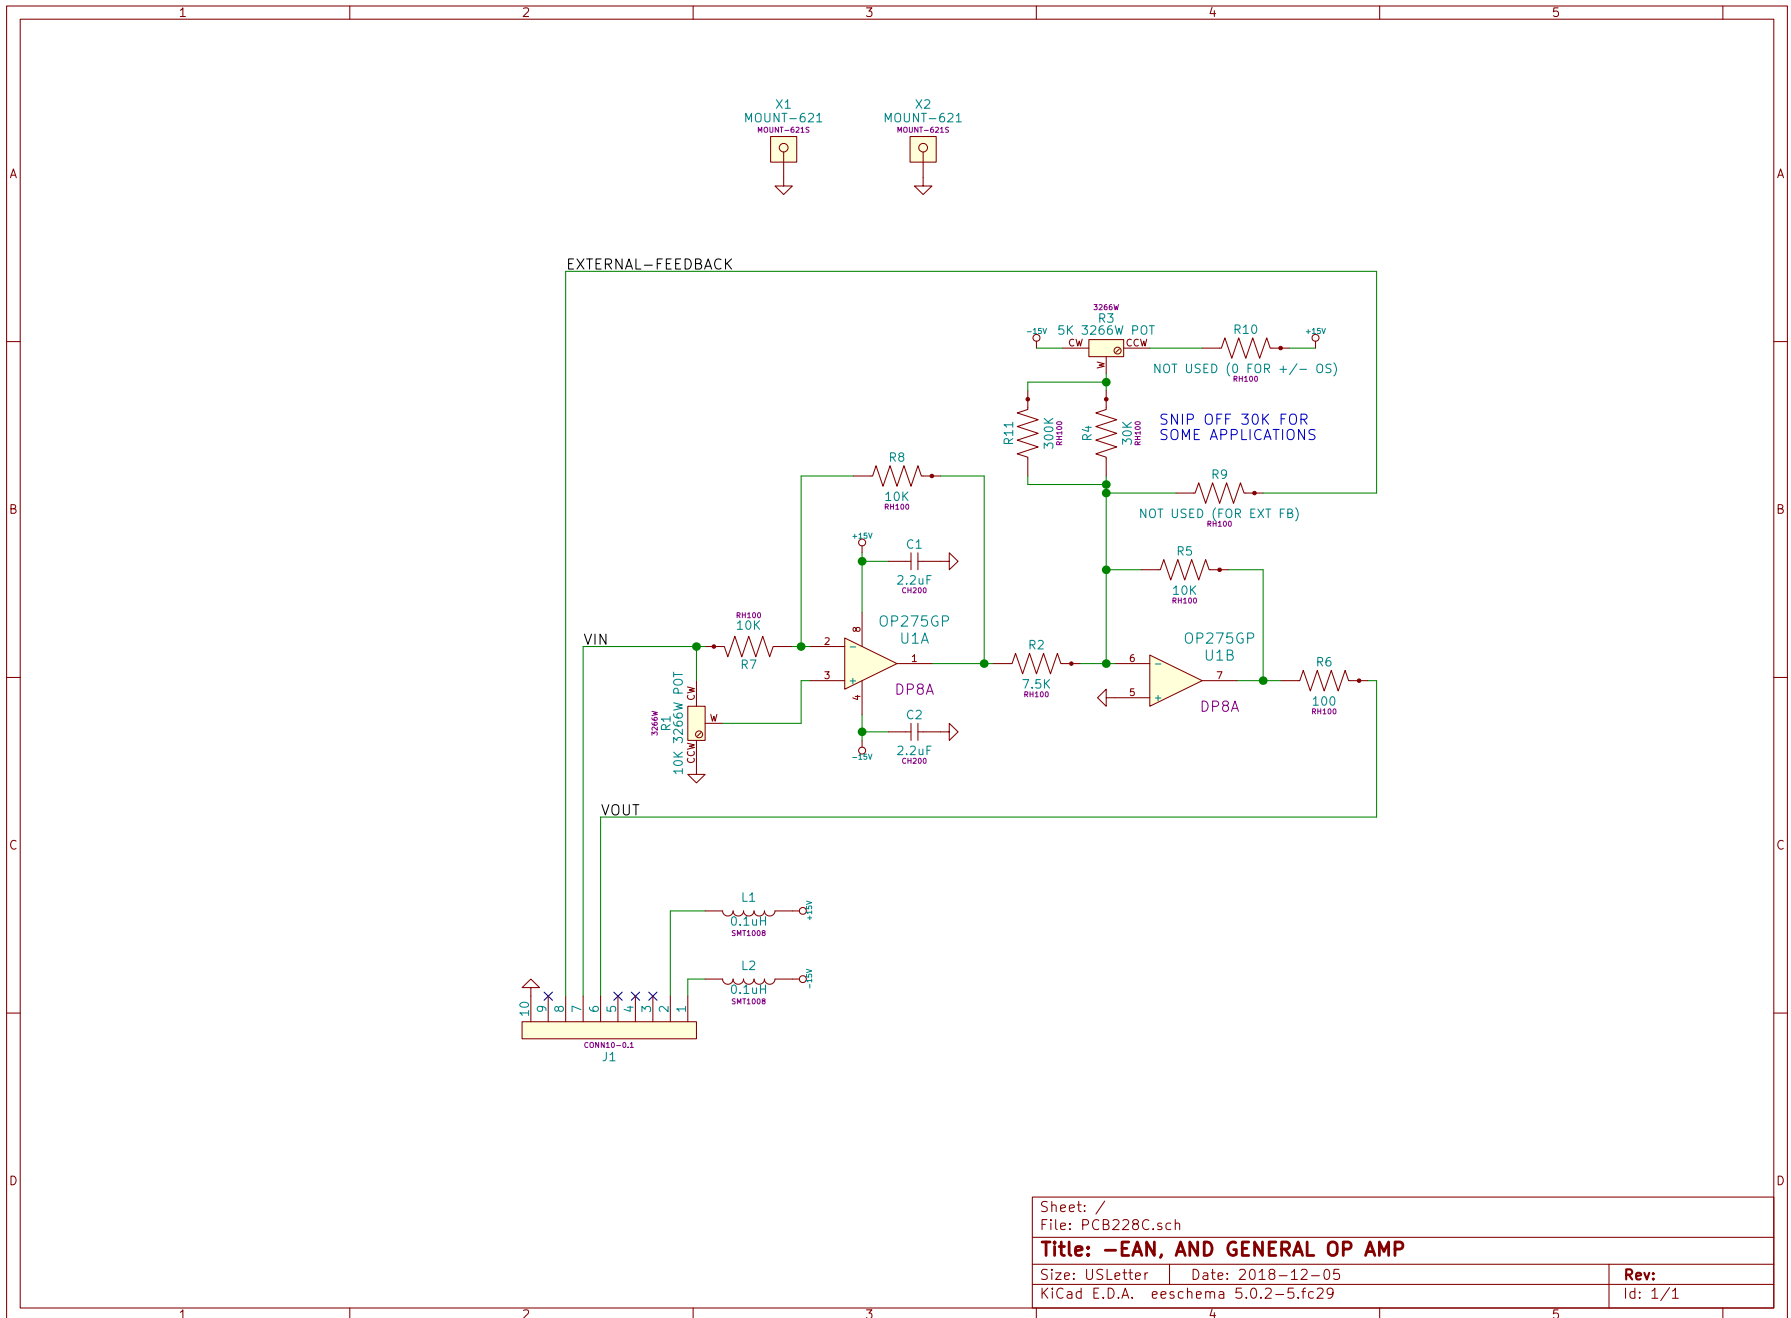 1 2 3 4 5
X1
MOUNT-621
MOUNT-621S
X2
MOUNT-621
MOUNT-621S
A A
EXTERNAL-FEEDBACK
3266W
R3
5K 3266W POT
-15V
CW
CCW
W
R10
+15V
NOT USED (0 FOR +/- OS)
RH100
SNIP OFF 30K FOR
SOME APPLICATIONS
R11
300K
RH100
R4
30K
RH100
R8
10K
RH100
R9
NOT USED (FOR EXT FB)
RH100
B B
+15V
C1
2.2uF
CH200
R5
10K
RH100
RH100
10K
R7
VIN
8
OP275GP
U1A
2
-
1
3
+
4
DP8A
R2
7.5K
RH100
OP275GP
U1B
6
-
7
5
+
DP8A
R6
100
RH100
3266W
R1
10K 3266W POT
CW
W
CCW
C2
2.2uF
CH200
-15V
VOUT
C C
L1
0.1uH
SMT1008
+15V
L2
0.1uH
SMT1008
-15V
10 9 8 7 6 5 4 3 2 1
CONN10-0.1
J1
D D
Sheet: /
File: PCB228C.sch
Title: -EAN, AND GENERAL OP AMP
Size: USLetter Date: 2018-12-05 Rev:
KiCad E.D.A. eeschema 5.0.2-5.fc29 Id: 1/1
1 2 3 4 5